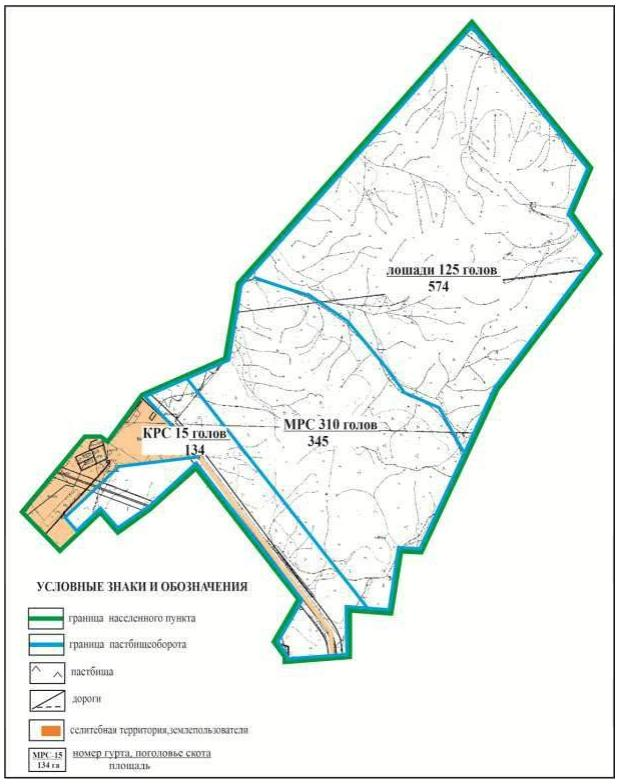 лошади 125 голов
574
МРС 310 голов
345
КРС 15 голов
134
УСЛОВНЫЕ ЗНАКИ И ОБОЗНАЧЕНИЯ
граница населенного пункта
граница пастбищеоборота
пастбища
дороги
селитебная территория,землепользователи
МРС-15
134 га
номер гурта, поголовье скота
площадь